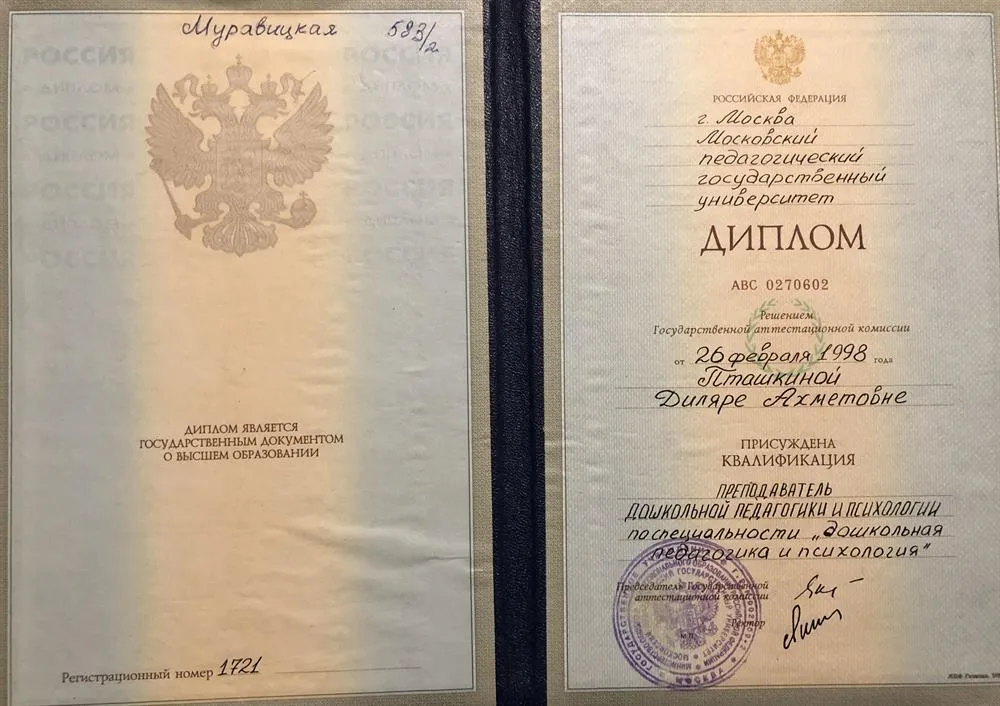 Муравицкая 583/2
РОССИЯ
ДИПЛОМ ЯВЛЯЕТСЯ
ГОСУДАРСТВЕННЫМ ДОКУМЕНТОМ
О ВЫСШЕМ ОБРАЗОВАНИИ
Регистрационный номер 1721
РОССИЙСКАЯ ФЕДЕРАЦИЯ
г. Москва
Московский
педагогический
государственный
университет
ДИПЛОМ
АВС 0270602
Решением
Государственной аттестационной комиссии
от 26 февраля 1998 года
Пташкиной
Диляре Ахметовне
ПРИСУЖДЕНА
КВАЛИФИКАЦИЯ
ПРЕПОДАВАТЕЛЬ
ДОШКОЛЬНОЙ ПЕДАГОГИКИ И ПСИХОЛОГИИ
по специальности „дошкольная
педагогика и психология"
Председатель Государственной
аттестационной комиссии
Ректор
М.П.
МОСКВА